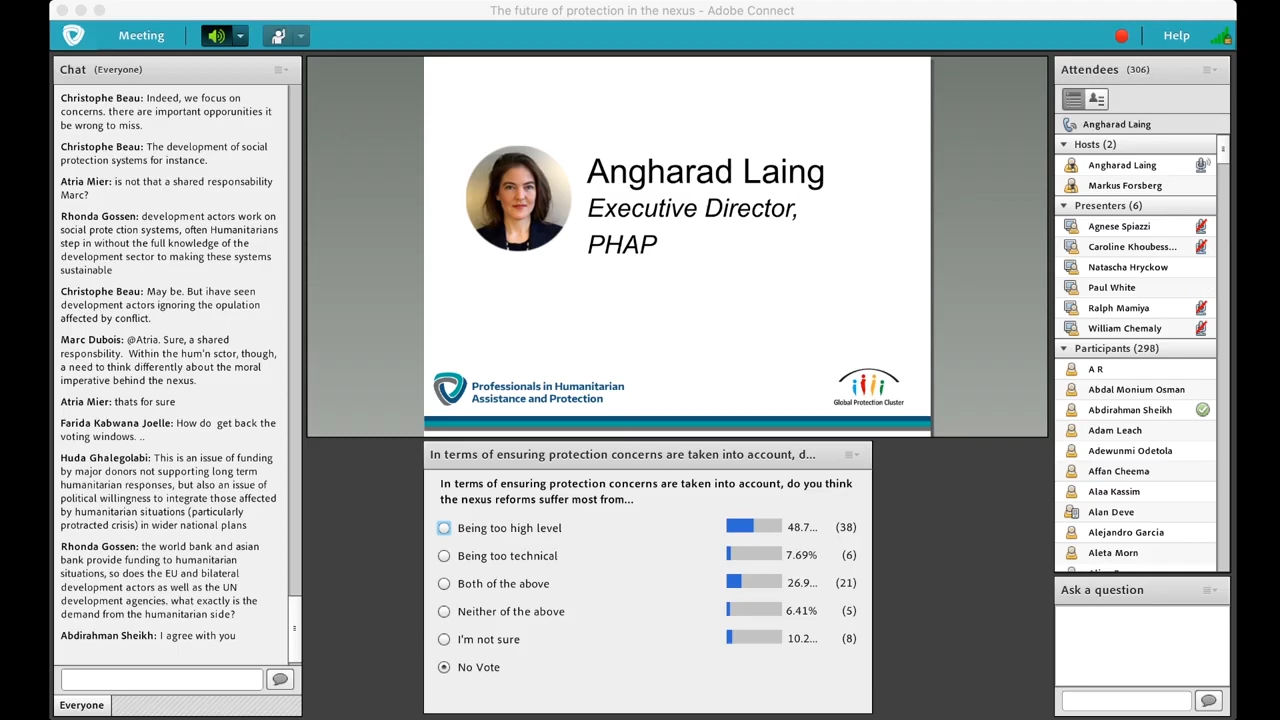 The future of protection in the nexus - Adobe Connect
Meeting
Help
Chat (Everyone)
Christophe Beau: Indeed, we focus on
concerns. there are important opporunities it
be wrong to miss.
Christophe Beau: The development of social
protection systems for instance.
Atria Mier: is not that a shared responsability
Marc?
Rhonda Gossen: development actors work on
social prote ction systems, often Humanitarians
step in without the full knowledge of the
development sector to making these systems
sustainable
Christophe Beau: May be. But ihave seen
development actors ignoring the opulation
affected by conflict.
Marc Dubois: @Atria. Sure, a shared
responsbility.  Within the hum'n sctor, though,
a need to think differently about the moral
imperative behind the nexus.
Atria Mier: thats for sure
Farida Kabwana Joelle: How do  get back the
voting windows. ..
Huda Ghalegolabi: This is an issue of funding
by major donors not supporting long term
humanitarian responses, but also an issue of
political willingness to integrate those affected
by humanitarian situations (particularly
protracted crisis) in wider national plans
Rhonda Gossen: the world bank and asian
bank provide funding to humanitarian
situations, so does the EU and bilateral
development actors as well as the UN
development agencies. what exactly is the
demand from the humanitarian side?
Abdirahman Sheikh: I agree with you
Everyone
Angharad Laing
Executive Director,
PHAP
Professionals in Humanitarian
Assistance and Protection
Global Protection Cluster
In terms of ensuring protection concerns are taken into account, d...
In terms of ensuring protection concerns are taken into account, do you think
the nexus reforms suffer most from...
Being too high level 48.7... (38)
Being too technical 7.69% (6)
Both of the above 26.9... (21)
Neither of the above 6.41% (5)
I'm not sure 10.2... (8)
No Vote
Attendees (306)
Angharad Laing
Hosts (2)
Angharad Laing
Markus Forsberg
Presenters (6)
Agnese Spiazzi
Caroline Khoubess...
Natascha Hryckow
Paul White
Ralph Mamiya
William Chemaly
Participants (298)
A R
Abdal Monium Osman
Abdirahman Sheikh
Adam Leach
Adewunmi Odetola
Affan Cheema
Alaa Kassim
Alan Deve
Alejandro Garcia
Aleta Morn
Ask a question